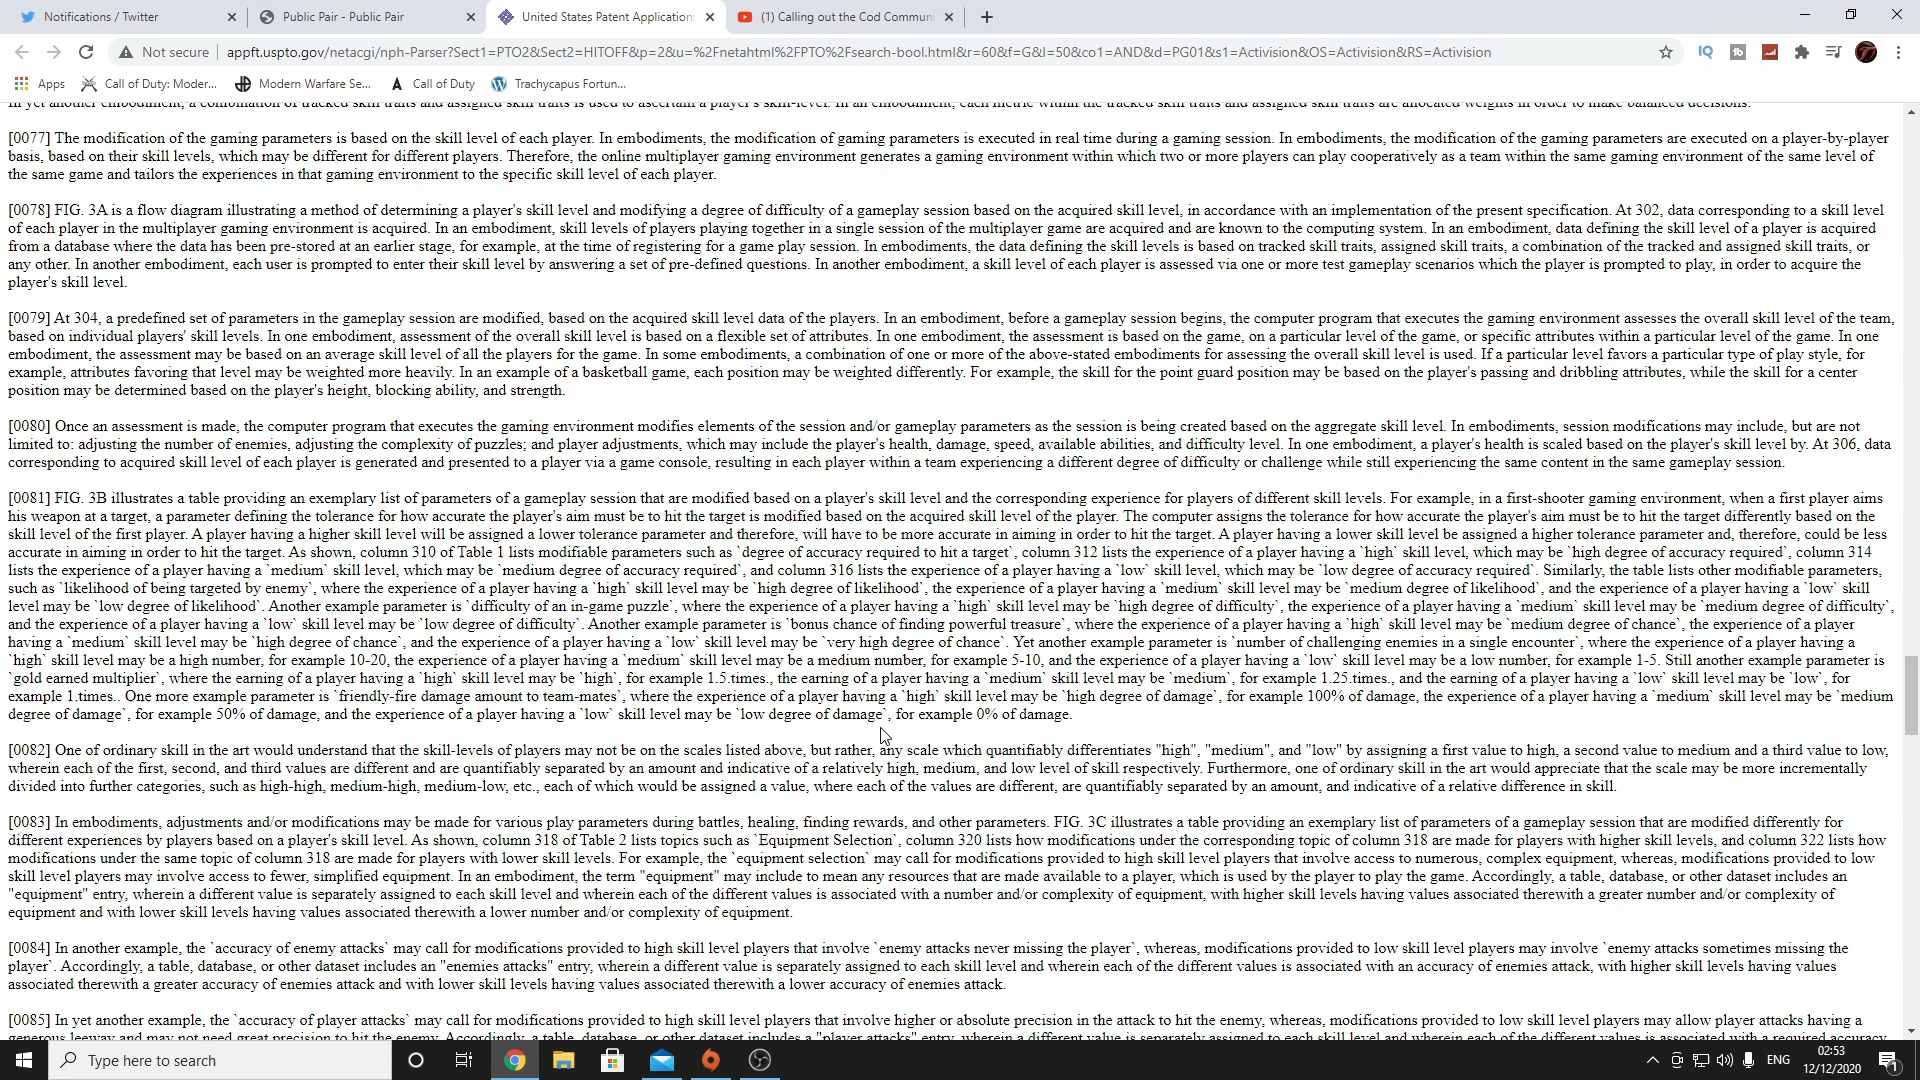 Notifications / Twitter
Public Pair - Public Pair
United States Patent Application:
(1) Calling out the Cod Commun
Not secure
appft.uspto.gov/netacgi/nph-Parser?Sect1=PTO2&Sect2=HITOFF&p=2&u=%2Fnetahtml%2FPTO%2Fsearch-bool.html&r=60&f=G&l=50&co1=AND&d=PG01&s1=Activision&OS=Activision&RS=Activision
Apps
Call of Duty: Moder...
Modern Warfare Se...
Call of Duty
Trachycapus Fortun...
In yet another embodiment, a combination of tracked skill traits and assigned skill traits is used to ascertain a player's skill-level. In an embodiment, each metric within the tracked skill traits and assigned skill traits are allocated weights in order to make balanced decisions.
[0077] The modification of the gaming parameters is based on the skill level of each player. In embodiments, the modification of gaming parameters is executed in real time during a gaming session. In embodiments, the modification of the gaming parameters are executed on a player-by-player
basis, based on their skill levels, which may be different for different players. Therefore, the online multiplayer gaming environment generates a gaming environment within which two or more players can play cooperatively as a team within the same gaming environment of the same level of
the same game and tailors the experiences in that gaming environment to the specific skill level of each player.
[0078] FIG. 3A is a flow diagram illustrating a method of determining a player's skill level and modifying a degree of difficulty of a gameplay session based on the acquired skill level, in accordance with an implementation of the present specification. At 302, data corresponding to a skill level
of each player in the multiplayer gaming environment is acquired. In an embodiment, skill levels of players playing together in a single session of the multiplayer game are acquired and are known to the computing system. In an embodiment, data defining the skill level of a player is acquired
from a database where the data has been pre-stored at an earlier stage, for example, at the time of registering for a game play session. In embodiments, the data defining the skill levels is based on tracked skill traits, assigned skill traits, a combination of the tracked and assigned skill traits, or
any other. In another embodiment, each user is prompted to enter their skill level by answering a set of pre-defined questions. In another embodiment, a skill level of each player is assessed via one or more test gameplay scenarios which the player is prompted to play, in order to acquire the
player's skill level.
[0079] At 304, a predefined set of parameters in the gameplay session are modified, based on the acquired skill level data of the players. In an embodiment, before a gameplay session begins, the computer program that executes the gaming environment assesses the overall skill level of the team,
based on individual players' skill levels. In one embodiment, assessment of the overall skill level is based on a flexible set of attributes. In one embodiment, the assessment is based on the game, on a particular level of the game, or specific attributes within a particular level of the game. In one
embodiment, the assessment may be based on an average skill level of all the players for the game. In some embodiments, a combination of one or more of the above-stated embodiments for assessing the overall skill level is used. If a particular level favors a particular type of play style, for
example, attributes favoring that level may be weighted more heavily. In an example of a basketball game, each position may be weighted differently. For example, the skill for the point guard position may be based on the player's passing and dribbling attributes, while the skill for a center
position may be determined based on the player's height, blocking ability, and strength.
[0080] Once an assessment is made, the computer program that executes the gaming environment modifies elements of the session and/or gameplay parameters as the session is being created based on the aggregate skill level. In embodiments, session modifications may include, but are not
limited to: adjusting the number of enemies, adjusting the complexity of puzzles; and player adjustments, which may include the player's health, damage, speed, available abilities, and difficulty level. In one embodiment, a player's health is scaled based on the player's skill level by. At 306, data
corresponding to acquired skill level of each player is generated and presented to a player via a game console, resulting in each player within a team experiencing a different degree of difficulty or challenge while still experiencing the same content in the same gameplay session.
[0081] FIG. 3B illustrates a table providing an exemplary list of parameters of a gameplay session that are modified based on a player's skill level and the corresponding experience for players of different skill levels. For example, in a first-shooter gaming environment, when a first player aims
his weapon at a target, a parameter defining the tolerance for how accurate the player's aim must be to hit the target is modified based on the acquired skill level of the player. The computer assigns the tolerance for how accurate the player's aim must be to hit the target differently based on the
skill level of the first player. A player having a higher skill level will be assigned a lower tolerance parameter and therefore, will have to be more accurate in aiming in order to hit the target. A player having a lower skill level be assigned a higher tolerance parameter and, therefore, could be less
accurate in aiming in order to hit the target. As shown, column 310 of Table 1 lists modifiable parameters such as `degree of accuracy required to hit a target`, column 312 lists the experience of a player having a `high` skill level, which may be `high degree of accuracy required`, column 314
lists the experience of a player having a `medium` skill level, which may be `medium degree of accuracy required`, and column 316 lists the experience of a player having a `low` skill level, which may be `low degree of accuracy required`. Similarly, the table lists other modifiable parameters,
such as `likelihood of being targeted by enemy`, where the experience of a player having a `high` skill level may be `high degree of likelihood`, the experience of a player having a `medium` skill level may be `medium degree of likelihood`, and the experience of a player having a `low` skill
level may be `low degree of likelihood`. Another example parameter is `difficulty of an in-game puzzle`, where the experience of a player having a `high` skill level may be `high degree of difficulty`, the experience of a player having a `medium` skill level may be `medium degree of difficulty`,
and the experience of a player having a `low` skill level may be `low degree of difficulty`. Another example parameter is `bonus chance of finding powerful treasure`, where the experience of a player having a `high` skill level may be `medium degree of chance`, the experience of a player
having a `medium` skill level may be `high degree of chance`, and the experience of a player having a `low` skill level may be `very high degree of chance`. Yet another example parameter is `number of challenging enemies in a single encounter`, where the experience of a player having a
`high` skill level may be a high number, for example 10-20, the experience of a player having a `medium` skill level may be a medium number, for example 5-10, and the experience of a player having a `low` skill level may be a low number, for example 1-5. Still another example parameter is
`gold earned multiplier`, where the earning of a player having a `high` skill level may be `high`, for example 1.5.times., the earning of a player having a `medium` skill level may be `medium`, for example 1.25.times., and the earning of a player having a `low` skill level may be `low`, for
example 1.times.. One more example parameter is `friendly-fire damage amount to team-mates`, where the experience of a player having a `high` skill level may be `high degree of damage`, for example 100% of damage, the experience of a player having a `medium` skill level may be `medium
degree of damage`, for example 50% of damage, and the experience of a player having a `low` skill level may be `low degree of damage`, for example 0% of damage.
[0082] One of ordinary skill in the art would understand that the skill-levels of players may not be on the scales listed above, but rather, any scale which quantifiably differentiates "high", "medium", and "low" by assigning a first value to high, a second value to medium and a third value to low,
wherein each of the first, second, and third values are different and are quantifiably separated by an amount and indicative of a relatively high, medium, and low level of skill respectively. Furthermore, one of ordinary skill in the art would appreciate that the scale may be more incrementally
divided into further categories, such as high-high, medium-high, medium-low, etc., each of which would be assigned a value, where each of the values are different, are quantifiably separated by an amount, and indicative of a relative difference in skill.
[0083] In embodiments, adjustments and/or modifications may be made for various play parameters during battles, healing, finding rewards, and other parameters. FIG. 3C illustrates a table providing an exemplary list of parameters of a gameplay session that are modified differently for
different experiences by players based on a player's skill level. As shown, column 318 of Table 2 lists topics such as `Equipment Selection`, column 320 lists how modifications under the corresponding topic of column 318 are made for players with higher skill levels, and column 322 lists how
modifications under the same topic of column 318 are made for players with lower skill levels. For example, the `equipment selection` may call for modifications provided to high skill level players that involve access to numerous, complex equipment, whereas, modifications provided to low
skill level players may involve access to fewer, simplified equipment. In an embodiment, the term "equipment" may include to mean any resources that are made available to a player, which is used by the player to play the game. Accordingly, a table, database, or other dataset includes an
"equipment" entry, wherein a different value is separately assigned to each skill level and wherein each of the different values is associated with a number and/or complexity of equipment, with higher skill levels having values associated therewith a greater number and/or complexity of
equipment and with lower skill levels having values associated therewith a lower number and/or complexity of equipment.
[0084] In another example, the `accuracy of enemy attacks` may call for modifications provided to high skill level players that involve `enemy attacks never missing the player`, whereas, modifications provided to low skill level players may involve `enemy attacks sometimes missing the
player`. Accordingly, a table, database, or other dataset includes an "enemies attacks" entry, wherein a different value is separately assigned to each skill level and wherein each of the different values is associated with an accuracy of enemies attack, with higher skill levels having values
associated therewith a greater accuracy of enemies attack and with lower skill levels having values associated therewith a lower accuracy of enemies attack.
[0085] In yet another example, the `accuracy of player attacks` may call for modifications provided to high skill level players that involve higher or absolute precision in the attack to hit the enemy, whereas, modifications provided to low skill level players may allow player attacks having a
generous leeway and may not need great precision to hit the enemy. Accordingly, a table, database, or other dataset includes a "player attacks" entry, wherein a different value is separately assigned to each skill level and wherein each of the different values is associated with a required accuracy
Type here to search
ENG
02:53
12/12/2020
1